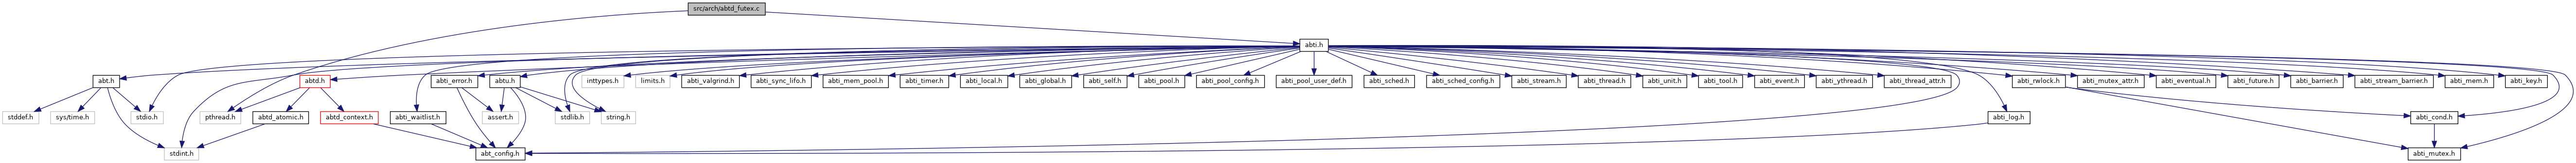 src/arch/abtd_futex.c
abti.h
abt.h
abtd.h
abti_error.h
abtu.h
inttypes.h
limits.h
abti_valgrind.h
abti_sync_lifo.h
abti_mem_pool.h
abti_timer.h
abti_local.h
abti_global.h
abti_self.h
abti_pool.h
abti_pool_config.h
abti_pool_user_def.h
abti_sched.h
abti_sched_config.h
abti_stream.h
abti_thread.h
abti_unit.h
abti_tool.h
abti_event.h
abti_ythread.h
abti_thread_attr.h
abti_rwlock.h
abti_mutex_attr.h
abti_eventual.h
abti_future.h
abti_barrier.h
abti_stream_barrier.h
abti_mem.h
abti_key.h
stddef.h
sys/time.h
stdio.h
pthread.h
abtd_atomic.h
abtd_context.h
abti_waitlist.h
assert.h
stdlib.h
string.h
abti_log.h
abti_cond.h
stdint.h
abt_config.h
abti_mutex.h